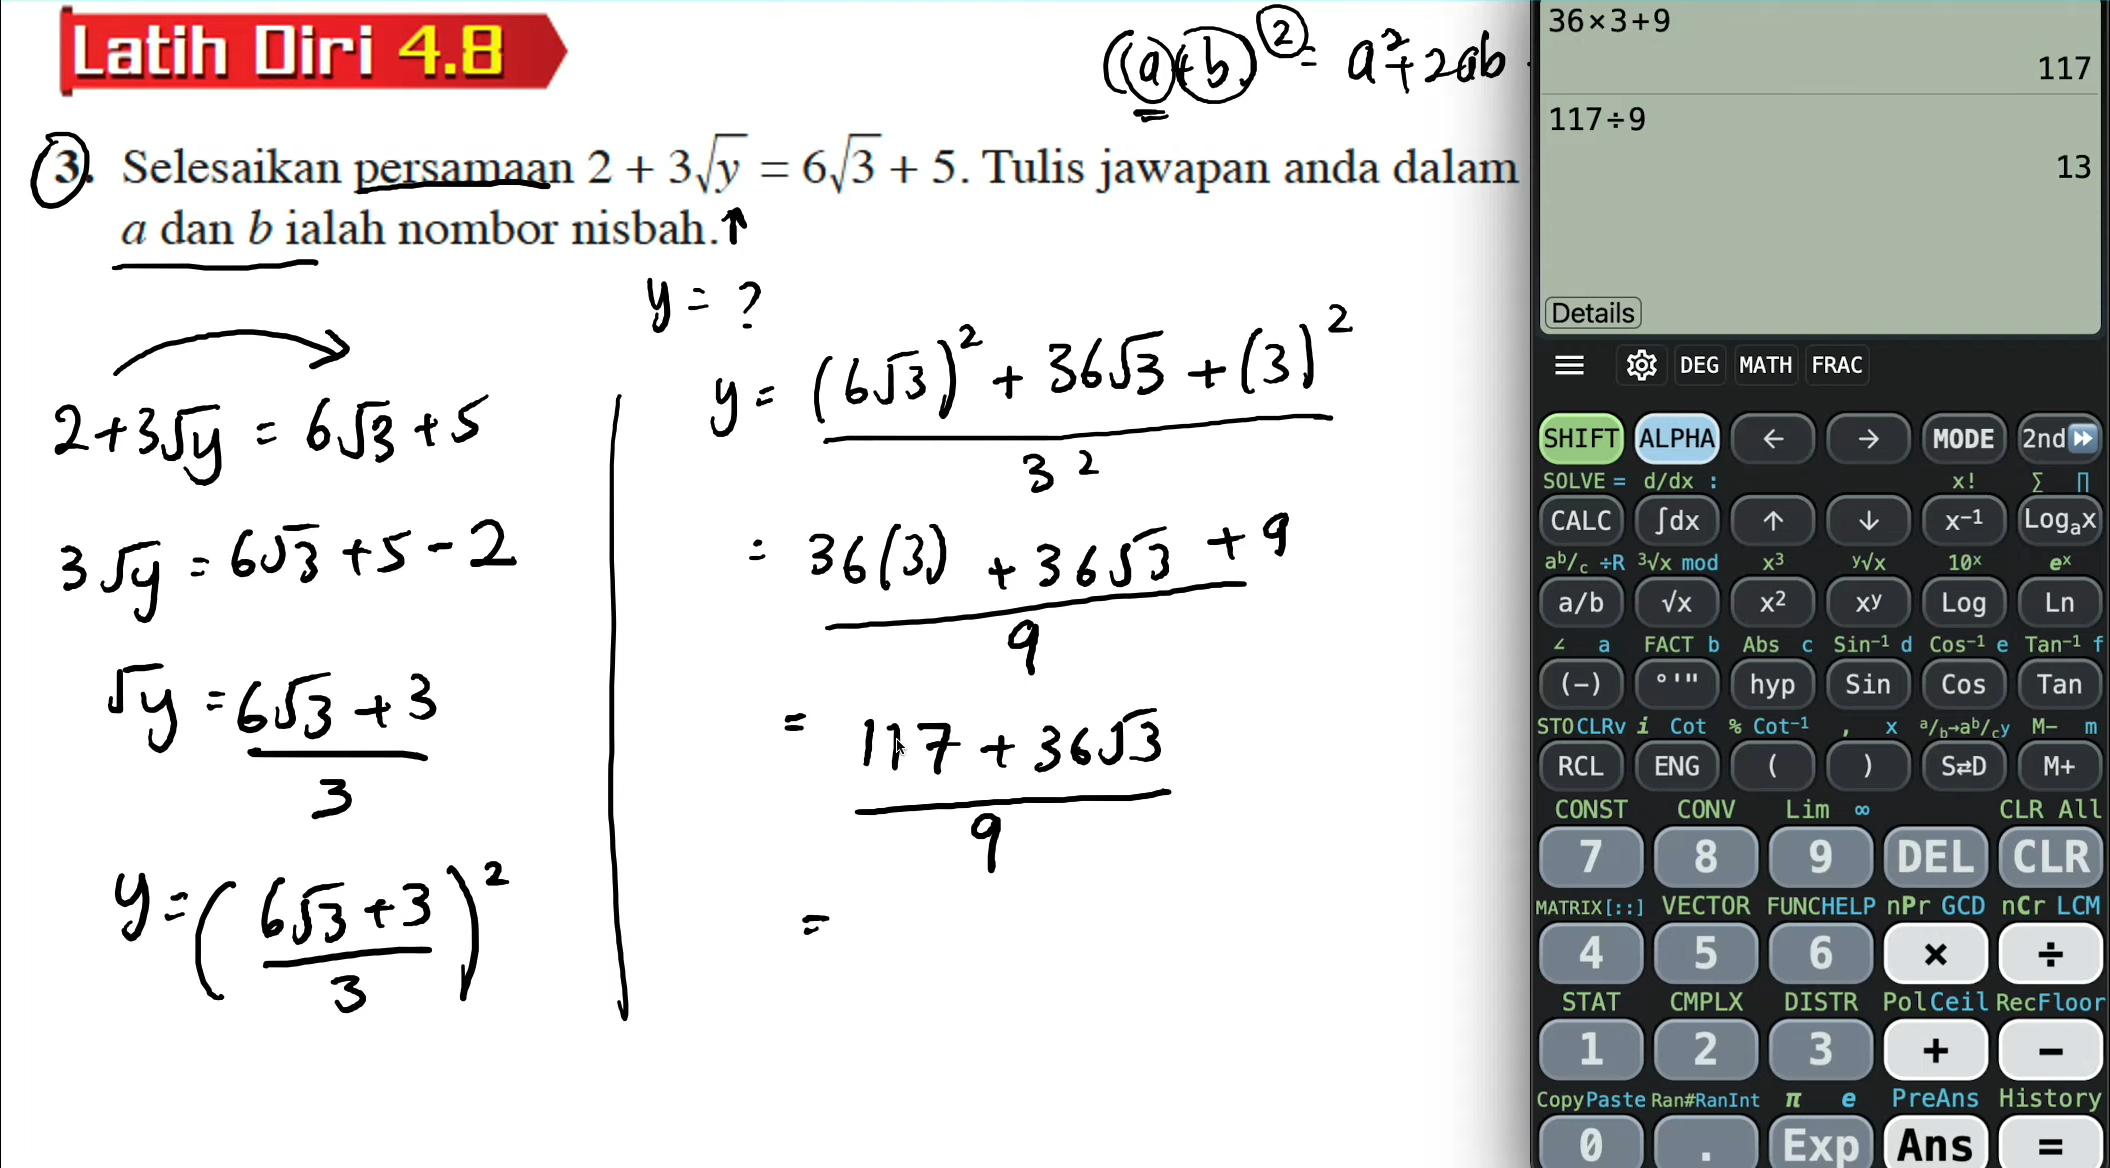 Latih Diri 4.8
(a+b)² = a² + 2ab
3. Selesaikan persamaan 2 + 3√y = 6√3 + 5. Tulis jawapan anda dalam
a dan b ialah nombor nisbah.
y = ?
2+3√y = 6√3 + 5
3√y = 6√3 + 5 - 2
√y = (6√3 + 3)/3
y = ((6√3 + 3)/3)²
y = ((6√3)² + 36√3 + (3)²)/3²
= (36(3) + 36√3 + 9)/9
= (117 + 36√3)/9
=
36×3+9
117
117÷9
13
Details
DEG MATH FRAC
SHIFT ALPHA ← → MODE 2nd
SOLVE = d/dx : x! ∑ ∏
CALC ∫dx ↑ ↓ x⁻¹ Logₐx
aᵇ/c ÷R ³√x mod x³ ʸ√x 10ˣ eˣ
a/b √x x² xʸ Log Ln
∠ a FACT b Abs c Sin⁻¹ d Cos⁻¹ e Tan⁻¹ f
(−) °'" hyp Sin Cos Tan
STO CLRv i Cot % Cot⁻¹ , x a/b→aᵇ/c y M− m
RCL ENG ( ) S⇄D M+
CONST CONV Lim ∞ CLR All
7 8 9 DEL CLR
MATRIX[::] VECTOR FUNC HELP nPr GCD nCr LCM
4 5 6 × ÷
STAT CMPLX DISTR Pol Ceil Rec Floor
1 2 3 + −
Copy Paste Ran# RanInt π e PreAns History
0 . Exp Ans =